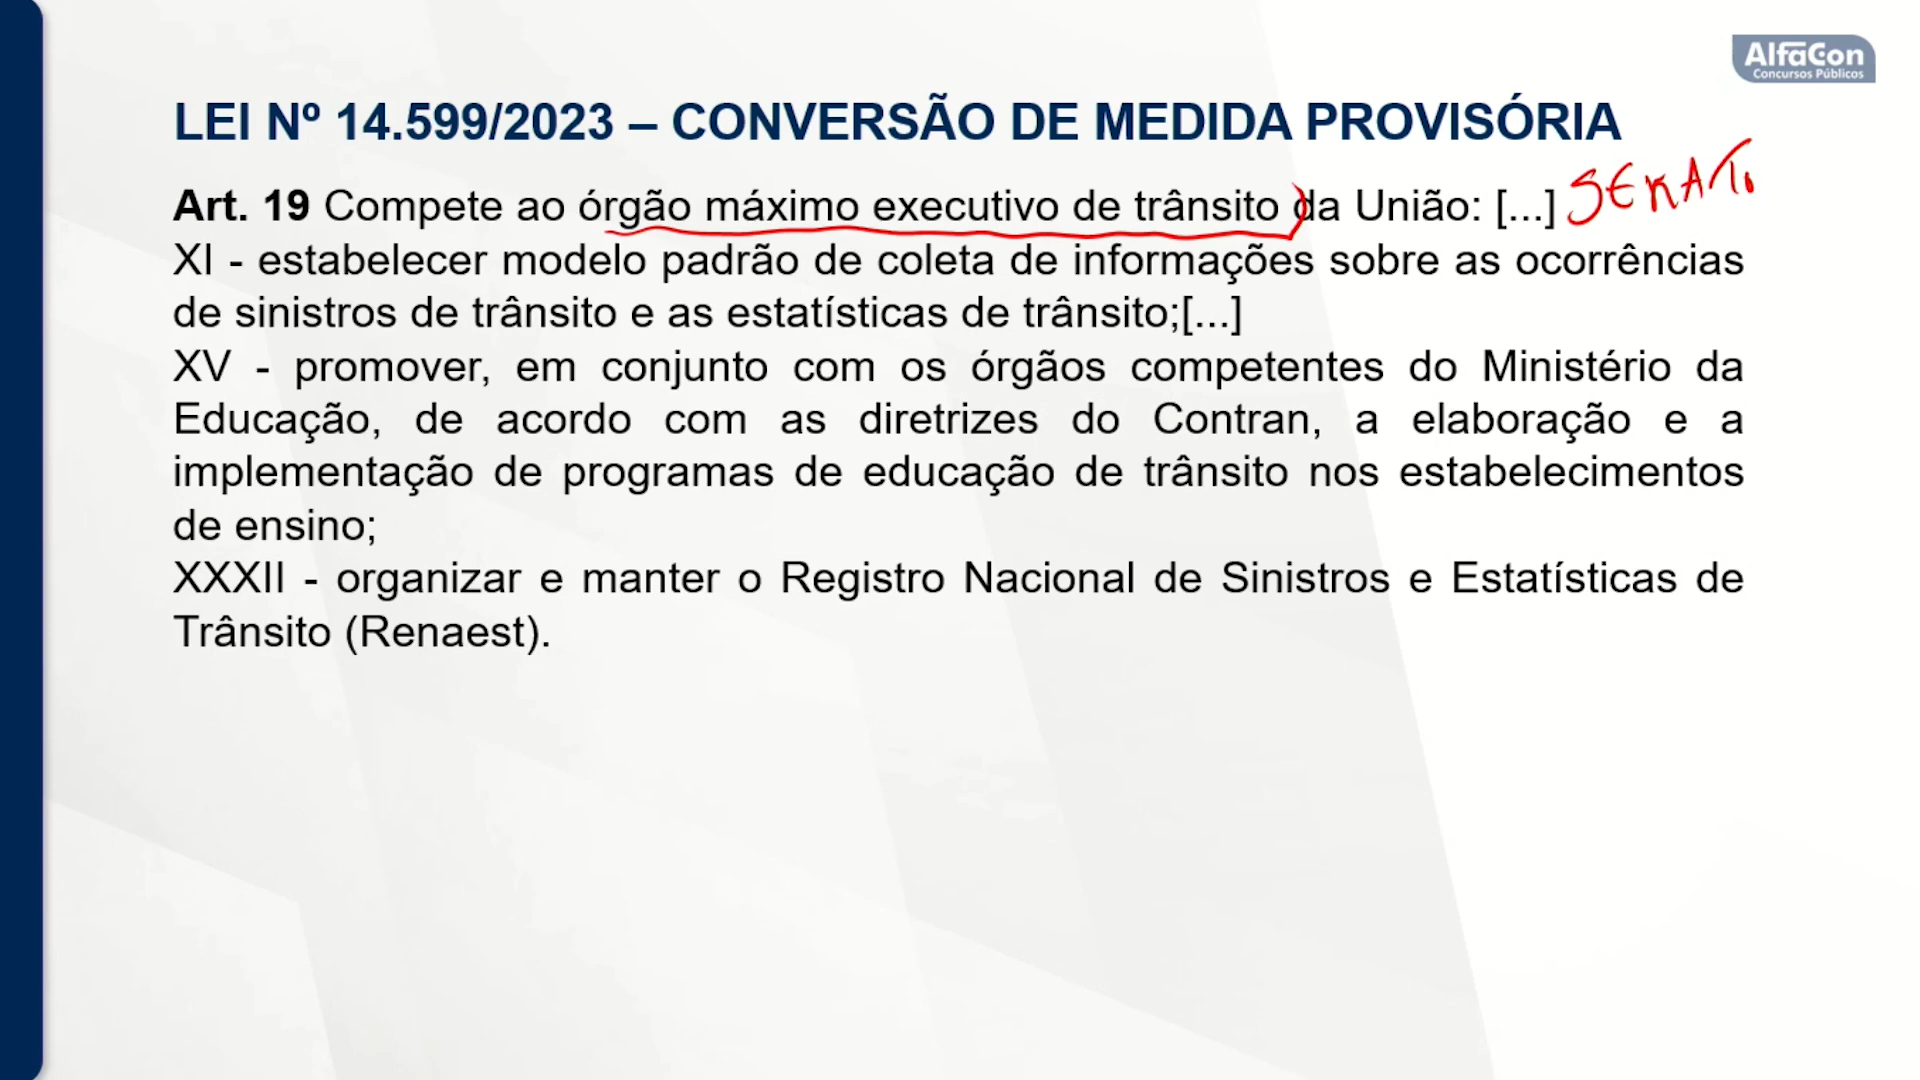 AlfaCon
Concursos Públicos
LEI Nº 14.599/2023 – CONVERSÃO DE MEDIDA PROVISÓRIA
Art. 19 Compete ao órgão máximo executivo de trânsito da União: [...] SENAT.
XI - estabelecer modelo padrão de coleta de informações sobre as ocorrências
de sinistros de trânsito e as estatísticas de trânsito;[...]
XV - promover, em conjunto com os órgãos competentes do Ministério da
Educação, de acordo com as diretrizes do Contran, a elaboração e a
implementação de programas de educação de trânsito nos estabelecimentos
de ensino;
XXXII - organizar e manter o Registro Nacional de Sinistros e Estatísticas de
Trânsito (Renaest).